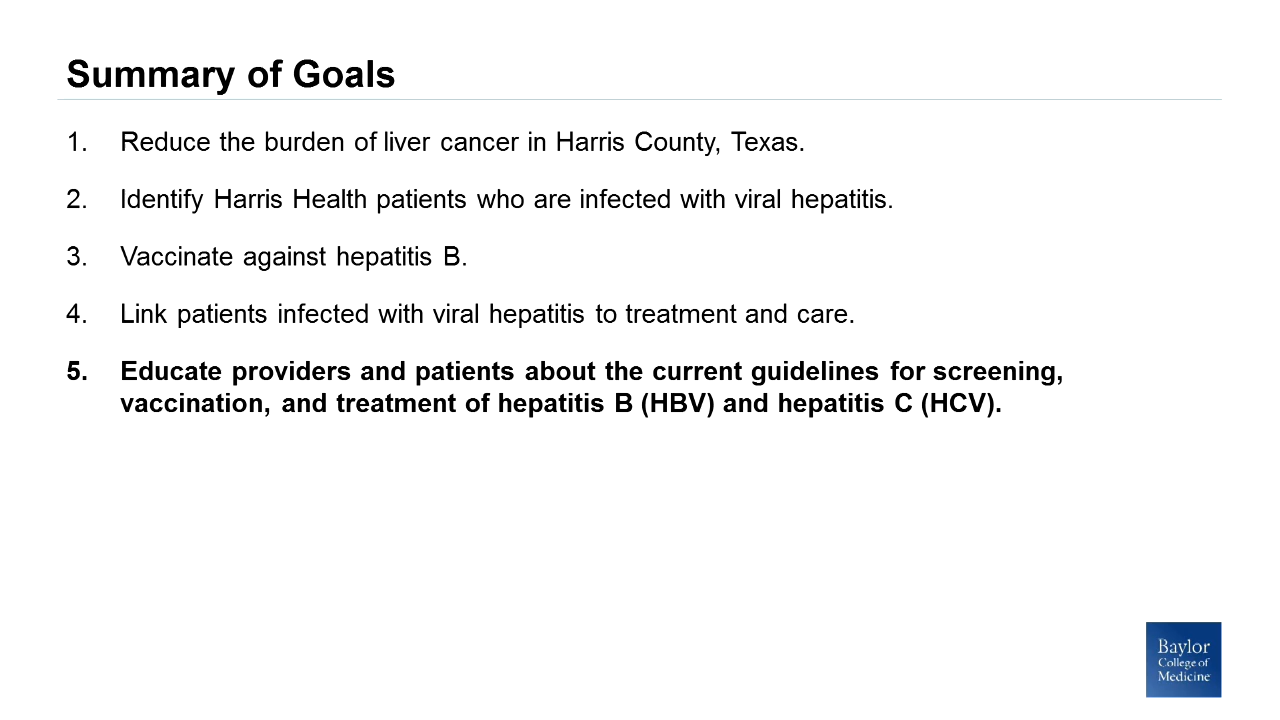 Summary of Goals
1. Reduce the burden of liver cancer in Harris County, Texas.
2. Identify Harris Health patients who are infected with viral hepatitis.
3. Vaccinate against hepatitis B.
4. Link patients infected with viral hepatitis to treatment and care.
5. Educate providers and patients about the current guidelines for screening,
vaccination, and treatment of hepatitis B (HBV) and hepatitis C (HCV).
Baylor
College of
Medicine